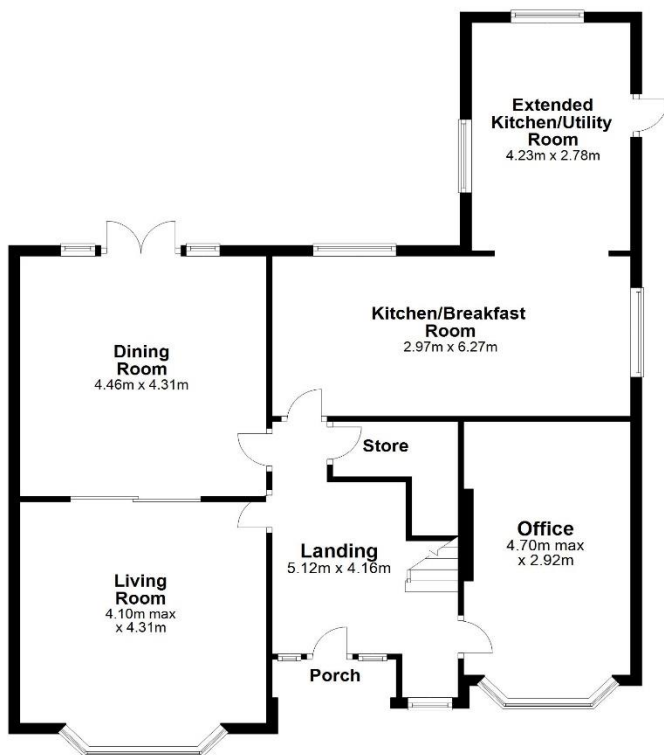 Extended
Kitchen/Utility
Room
4.23m x 2.78m
Kitchen/Breakfast
Room
2.97m x 6.27m
Dining
Room
4.46m x 4.31m
Store
Office
4.70m max
x 2.92m
Landing
5.12m x 4.16m
Living
Room
4.10m max
x 4.31m
Porch